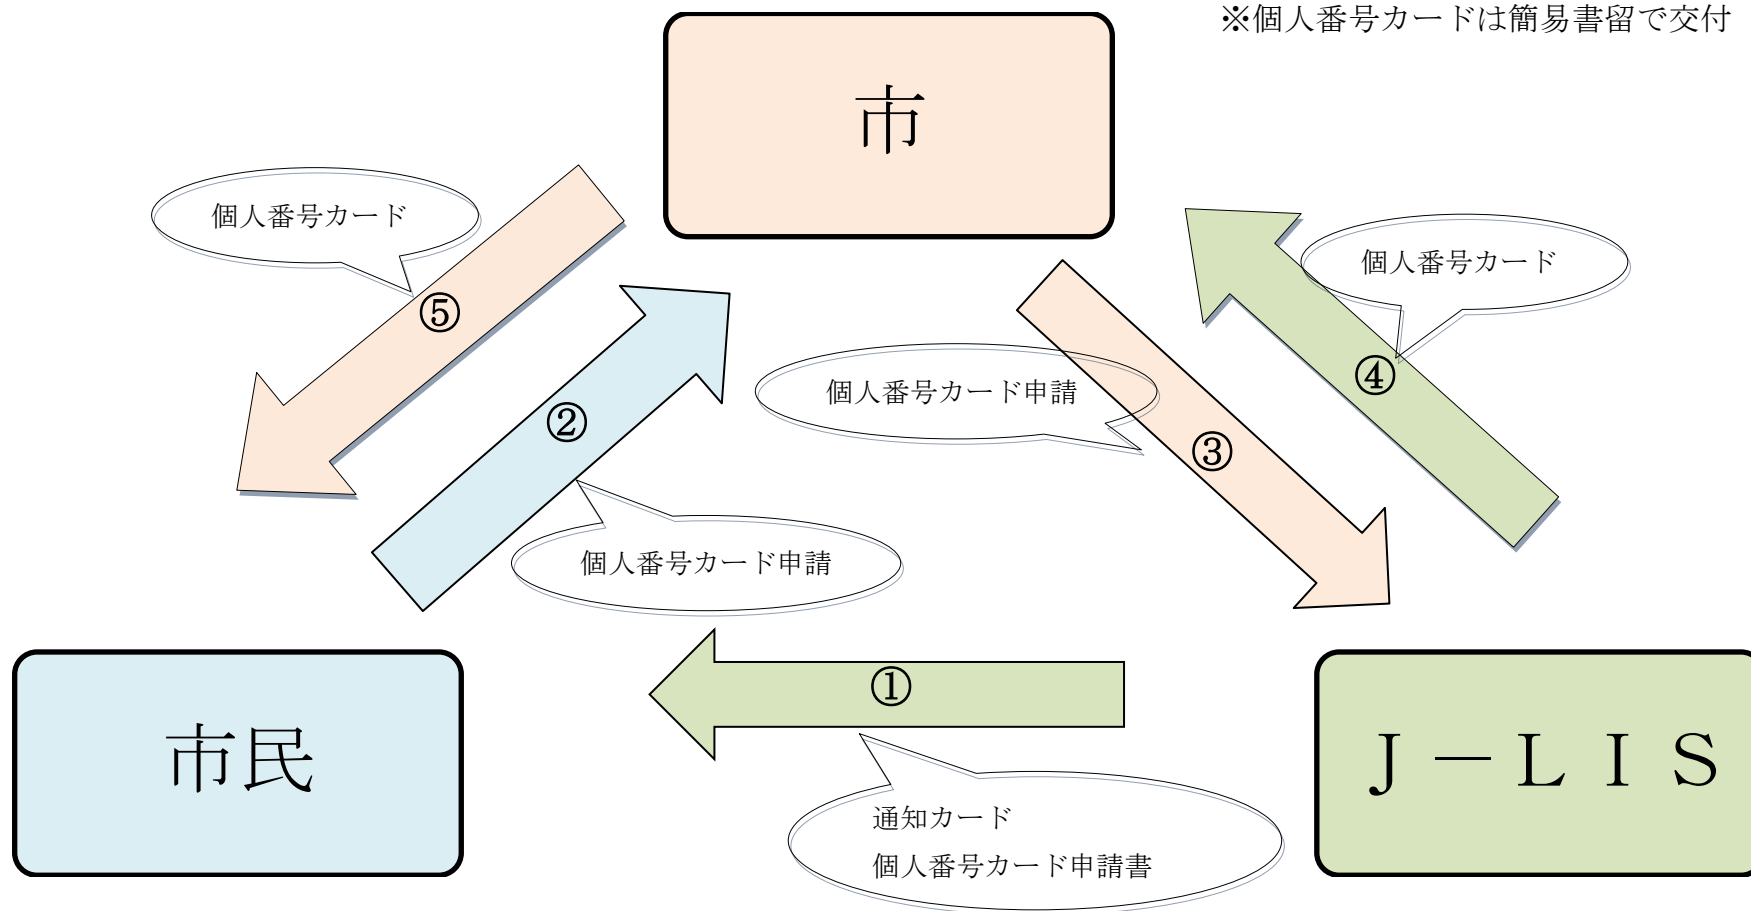 ※個人番号カードは簡易書留で交付
市
個人番号カード
個人番号カード
⑤
④
個人番号カード申請
②
③
個人番号カード申請
①
市民
J－LIS
通知カード
個人番号カード申請書